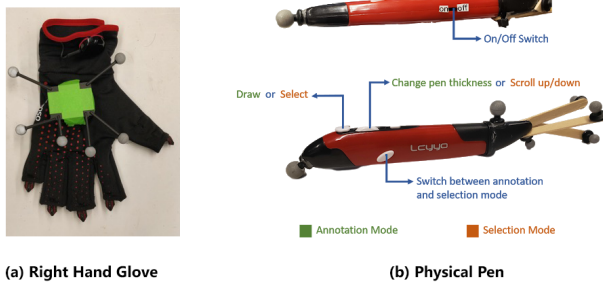 on off
On/Off Switch
Change pen thickness or Scroll up/down
Draw or Select
Lcyyo
Switch between annotation
and selection mode
Annotation Mode
Selection Mode
(a) Right Hand Glove
(b) Physical Pen